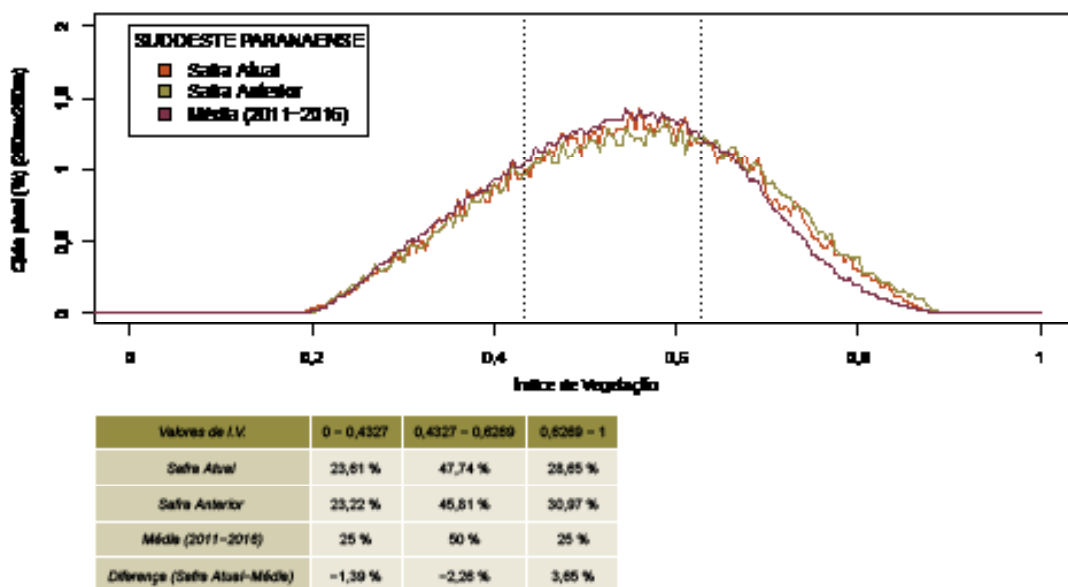 2
1,5
1
0,5
0
Qtde pixel (%) (250mx250m)
SUDOESTE PARANAENSE
Safra Atual
Safra Anterior
Média (2011−2016)
0 0,2 0,4 0,6 0,8 1
Índice de Vegetação
Valores de I.V. 0 − 0,4327 0,4327 − 0,6269 0,6269 − 1
Safra Atual 23,61 % 47,74 % 28,65 %
Safra Anterior 23,22 % 45,81 % 30,97 %
Média (2011−2016) 25 % 50 % 25 %
Diferença (Safra Atual−Média) −1,39 % −2,26 % 3,65 %